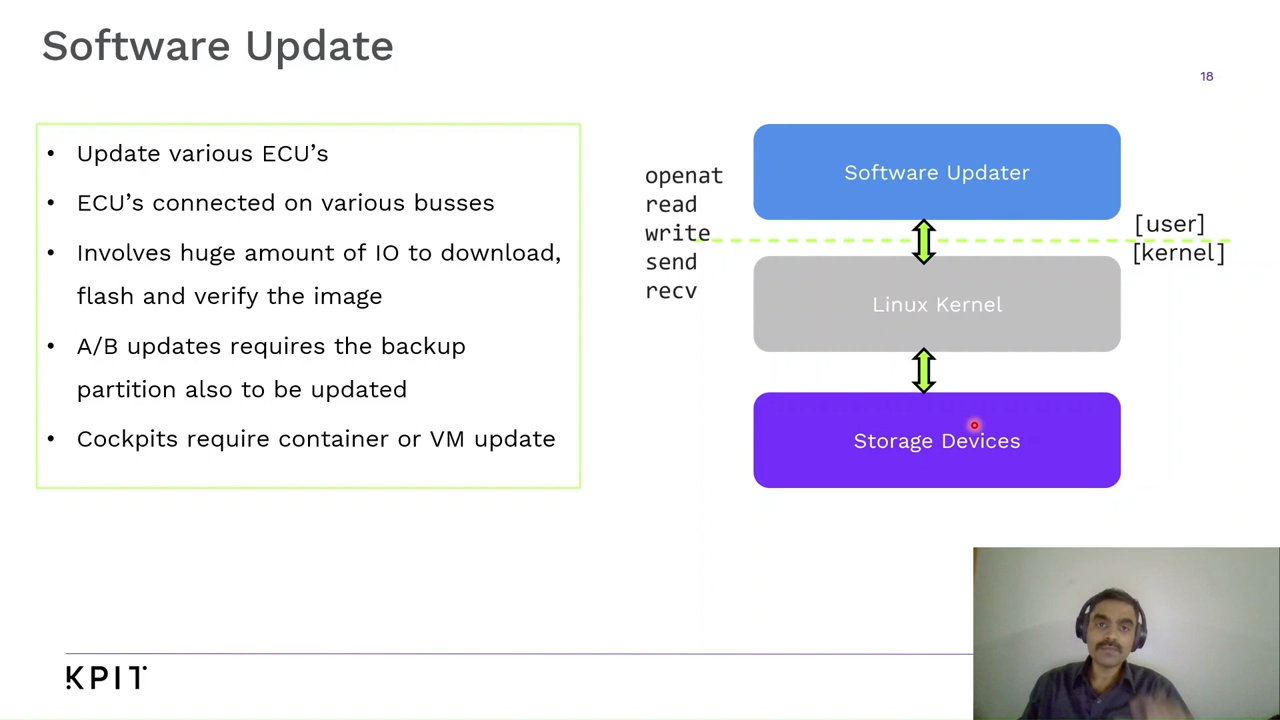 Software Update
18
• Update various ECU’s
• ECU’s connected on various busses
• Involves huge amount of IO to download,
flash and verify the image
• A/B updates requires the backup
partition also to be updated
• Cockpits require container or VM update
openat
read
write
send
recv
Software Updater
[user]
[kernel]
Linux Kernel
Storage Devices
KPIT